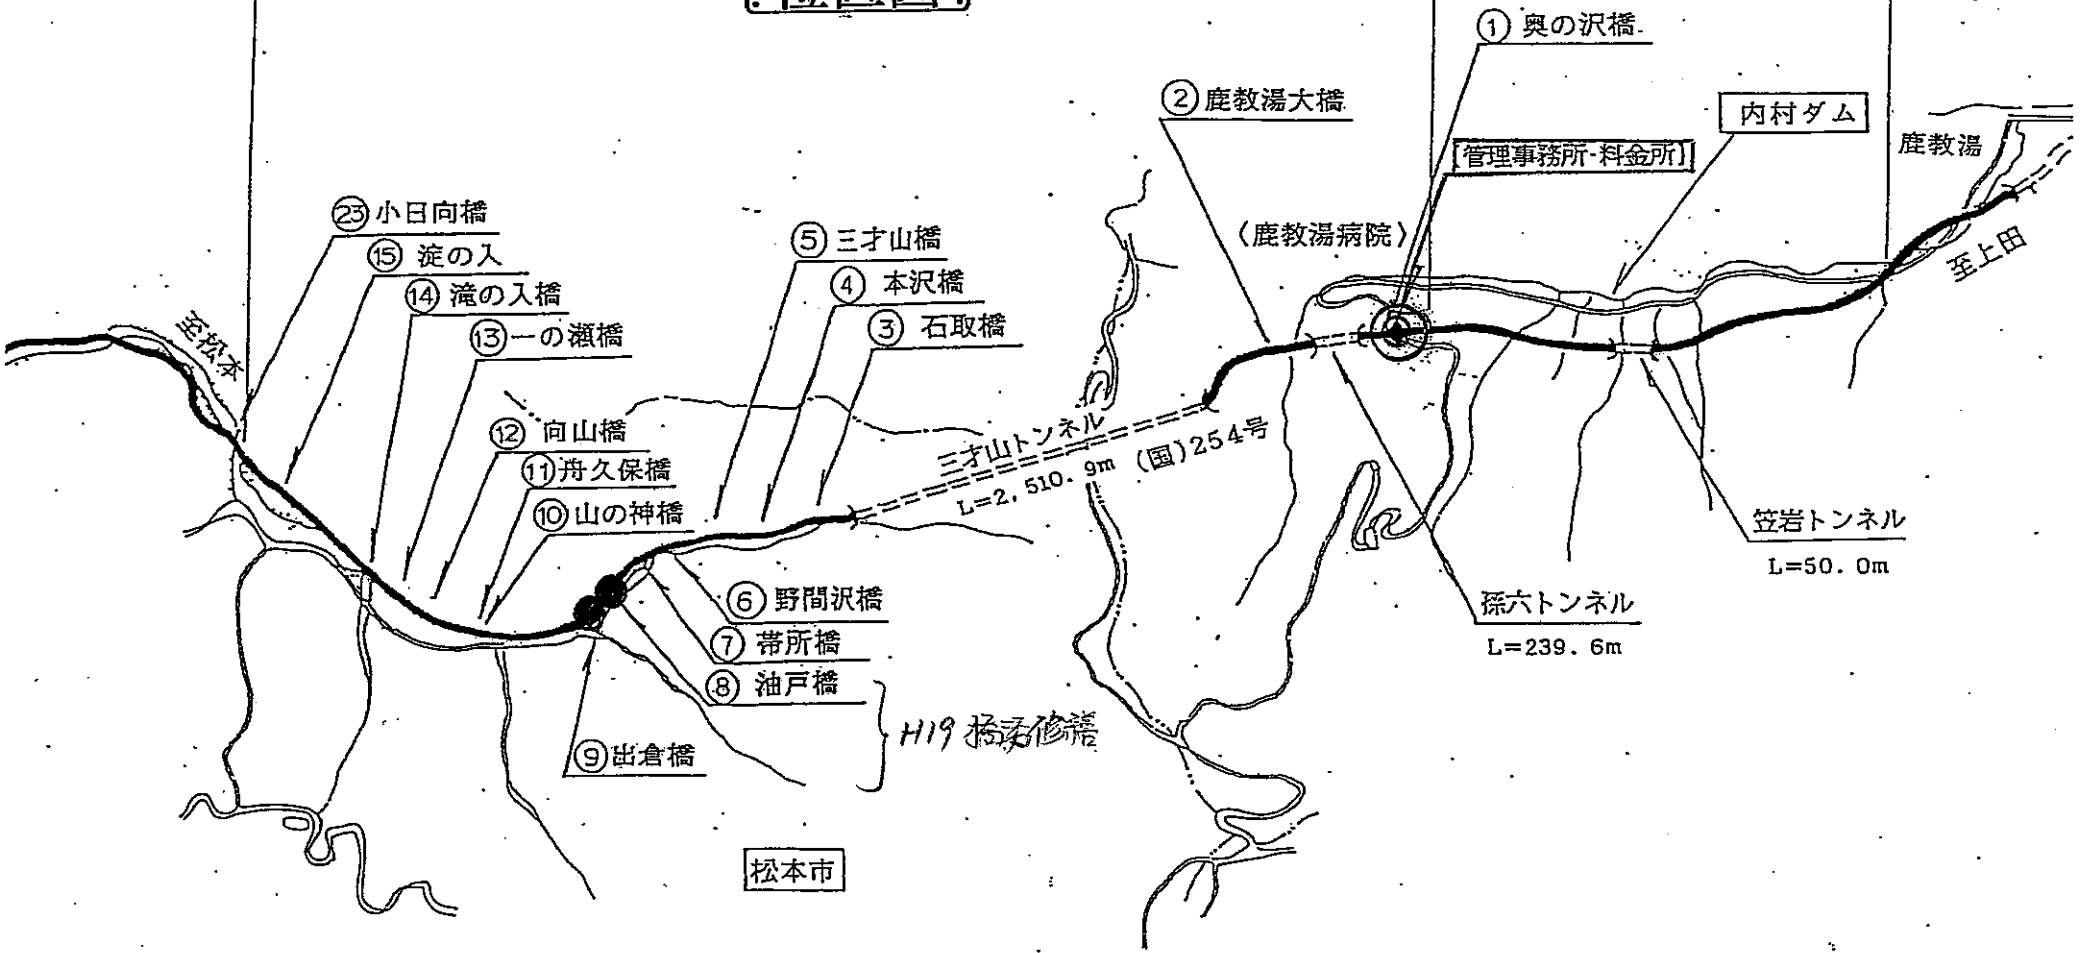 ① 奥の沢橋
② 鹿教湯大橋
内村ダム
[管理事務所・料金所]
鹿教湯
〈鹿教湯病院〉
至上田
㉓ 小日向橋
⑮ 淀の入
⑭ 滝の入橋
⑬ 一の瀬橋
⑤ 三才山橋
④ 本沢橋
③ 石取橋
至松本
⑫ 向山橋
⑪ 舟久保橋
⑩ 山の神橋
三才山トンネル
L=2,510.9m (国)254号
笠岩トンネル
L=50.0m
孫六トンネル
L=239.6m
⑥ 野間沢橋
⑦ 帯所橋
⑧ 油戸橋
⑨ 出倉橋
H19 橋梁修繕
松本市